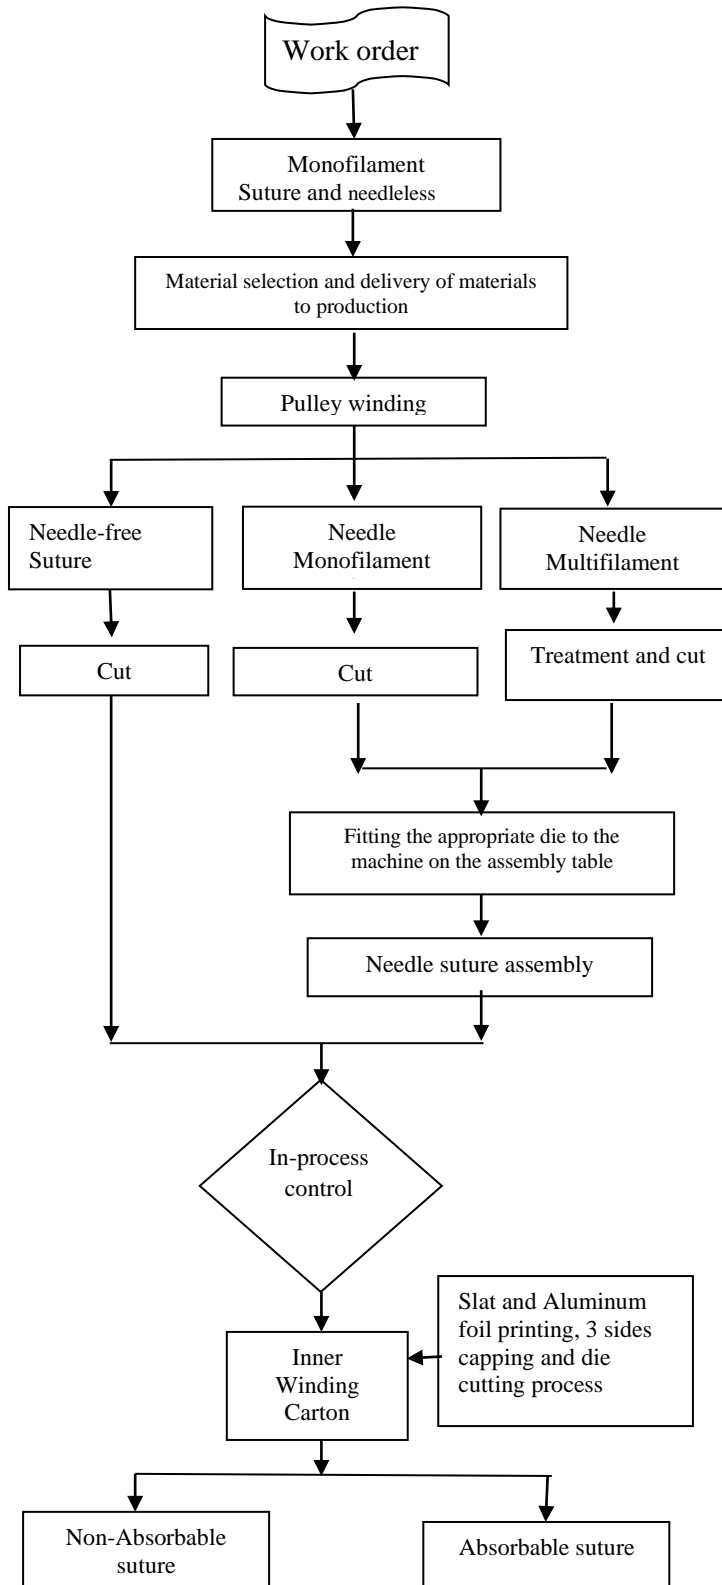 Work order
Monofilament
Suture and needleless
Material selection and delivery of materials
to production
Pulley winding
Needle-free
Suture
Needle
Monofilament
Needle
Multifilament
Cut
Cut
Treatment and cut
Fitting the appropriate die to the
machine on the assembly table
Needle suture assembly
In-process
control
Slat and Aluminum
foil printing, 3 sides
capping and die
cutting process
Inner
Winding
Carton
Non-Absorbable
suture
Absorbable suture